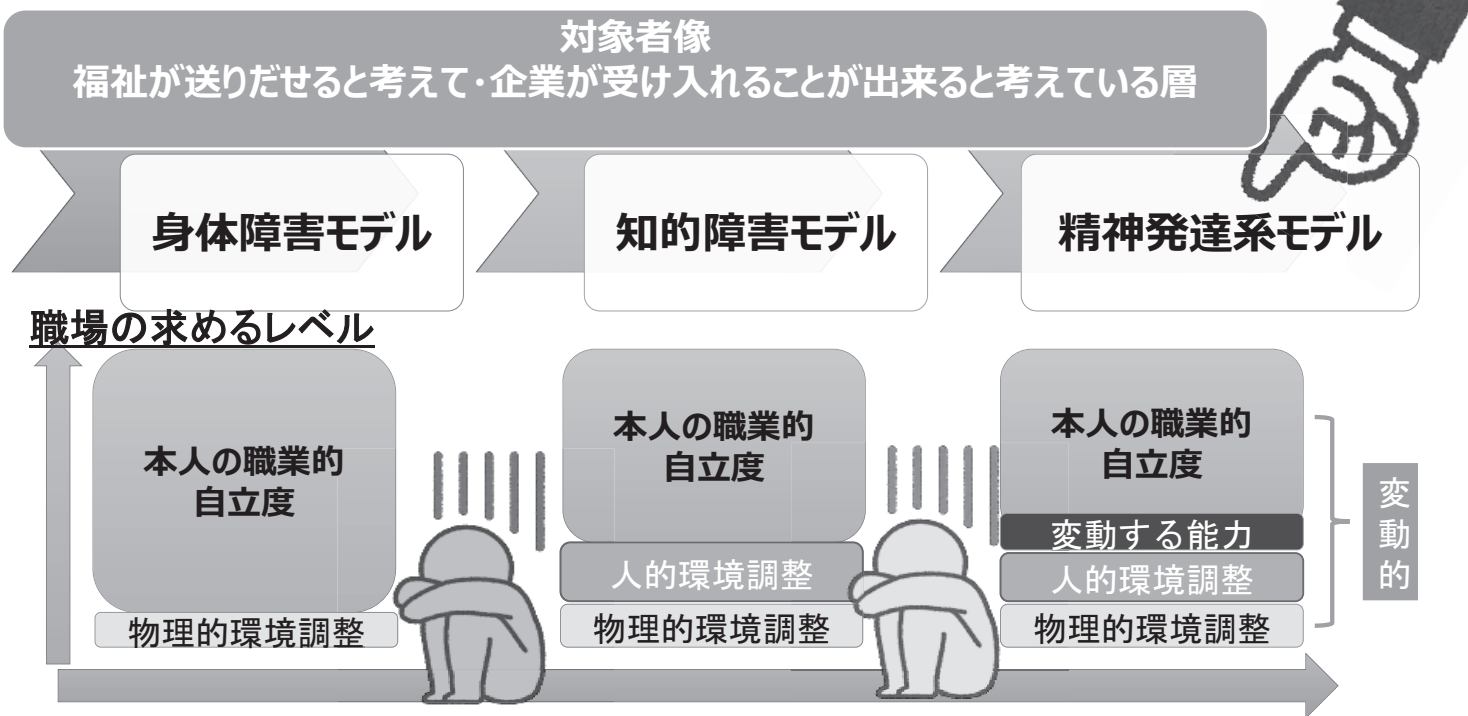 対象者像
福祉が送りだせると考えて・企業が受け入れることが出来ると考えている層
身体障害モデル
知的障害モデル
精神発達系モデル
職場の求めるレベル
本人の職業的
自立度
物理的環境調整
本人の職業的
自立度
人的環境調整
物理的環境調整
本人の職業的
自立度
変動する能力
人的環境調整
物理的環境調整
変動的